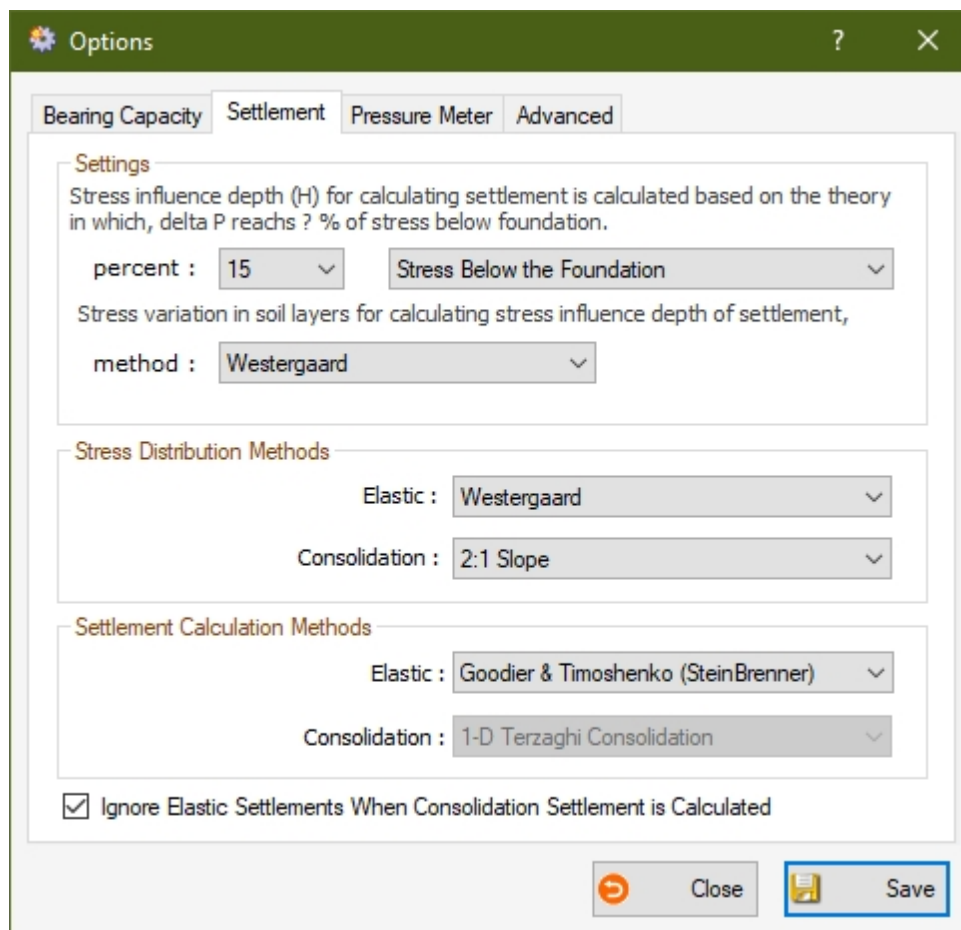 Options
?
Bearing Capacity Settlement Pressure Meter Advanced
Settings
Stress influence depth (H) for calculating settlement is calculated based on the theory
in which, delta P reachs ? % of stress below foundation.
percent : 15 Stress Below the Foundation
Stress variation in soil layers for calculating stress influence depth of settlement,
method : Westergaard
Stress Distribution Methods
Elastic : Westergaard
Consolidation : 2:1 Slope
Settlement Calculation Methods
Elastic : Goodier & Timoshenko (SteinBrenner)
Consolidation : 1-D Terzaghi Consolidation
Ignore Elastic Settlements When Consolidation Settlement is Calculated
Close Save